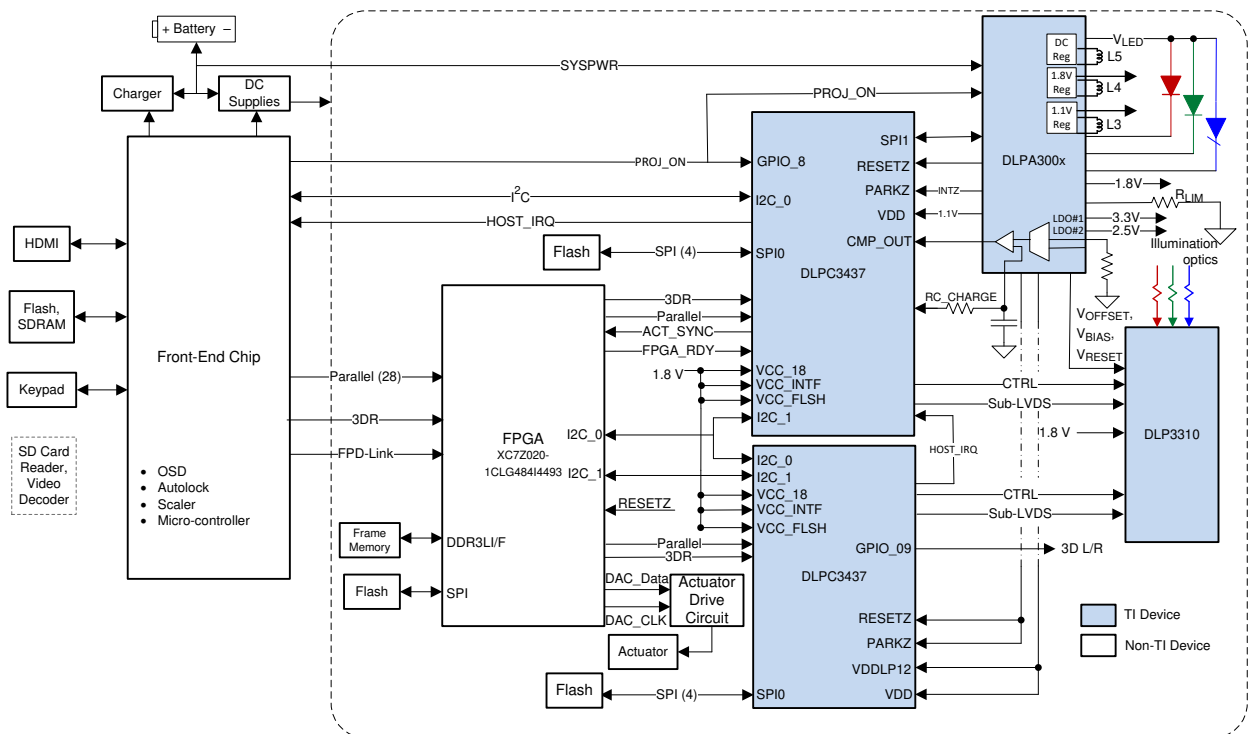 + Battery –
SYSPWR
Charger
DC
Supplies
PROJ_ON
DC
Reg
L5
1.8V
Reg
L4
1.1V
Reg
L3
VLED
DLPA300x
1.8V
RLIM
LDO#1
3.3V
LDO#2
2.5V
Illumination
optics
VOFFSET,
VBIAS,
VRESET
PROJ_ON
GPIO_8
SPI1
RESETZ
I2C
I2C_0
PARKZ
INTZ
HOST_IRQ
VDD
1.1V
CMP_OUT
Flash
SPI (4)
SPI0
DLPC3437
RC_CHARGE
HDMI
Flash,
SDRAM
Keypad
SD Card
Reader,
Video
Decoder
Front-End Chip
• OSD
• Autolock
• Scaler
• Micro-controller
Parallel (28)
3DR
FPD-Link
3DR
Parallel
ACT_SYNC
FPGA_RDY
1.8 V
VCC_18
VCC_INTF
VCC_FLSH
I2C_1
CTRL
Sub-LVDS
1.8 V
DLP3310
FPGA
XC7Z020-
1CLG484I4493
I2C_0
I2C_1
RESETZ
DDR3LI/F
SPI
Frame
Memory
Flash
I2C_0
I2C_1
VCC_18
VCC_INTF
VCC_FLSH
HOST_IRQ
CTRL
Sub-LVDS
Parallel
3DR
GPIO_09
3D L/R
DLPC3437
DAC_Data
DAC_CLK
Actuator
Drive
Circuit
Actuator
RESETZ
PARKZ
VDDLP12
VDD
Flash
SPI (4)
SPI0
TI Device
Non-TI Device